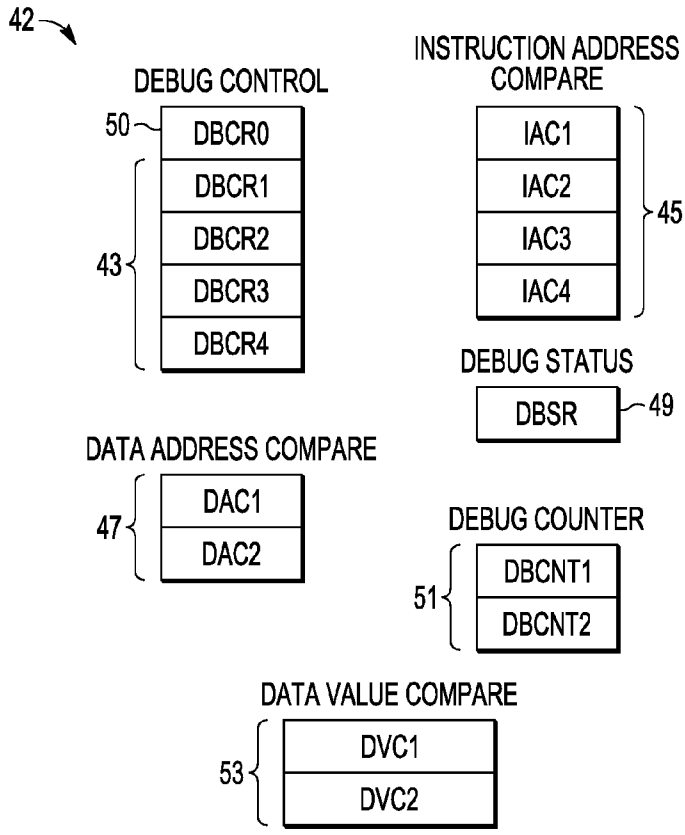 42
DEBUG CONTROL
50
DBCR0
DBCR1
DBCR2
DBCR3
DBCR4
43
INSTRUCTION ADDRESS
COMPARE
IAC1
IAC2
IAC3
IAC4
45
DEBUG STATUS
DBSR
49
DATA ADDRESS COMPARE
47
DAC1
DAC2
DEBUG COUNTER
51
DBCNT1
DBCNT2
DATA VALUE COMPARE
53
DVC1
DVC2